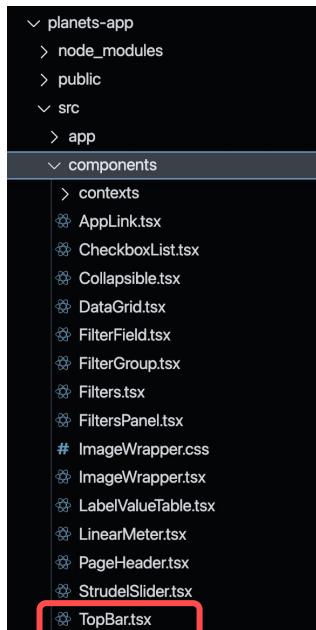 planets-app
node_modules
public
src
app
components
contexts
AppLink.tsx
CheckboxList.tsx
Collapsible.tsx
DataGrid.tsx
FilterField.tsx
FilterGroup.tsx
Filters.tsx
FiltersPanel.tsx
# ImageWrapper.css
ImageWrapper.tsx
LabelValueTable.tsx
LinearMeter.tsx
PageHeader.tsx
StrudelSlider.tsx
TopBar.tsx